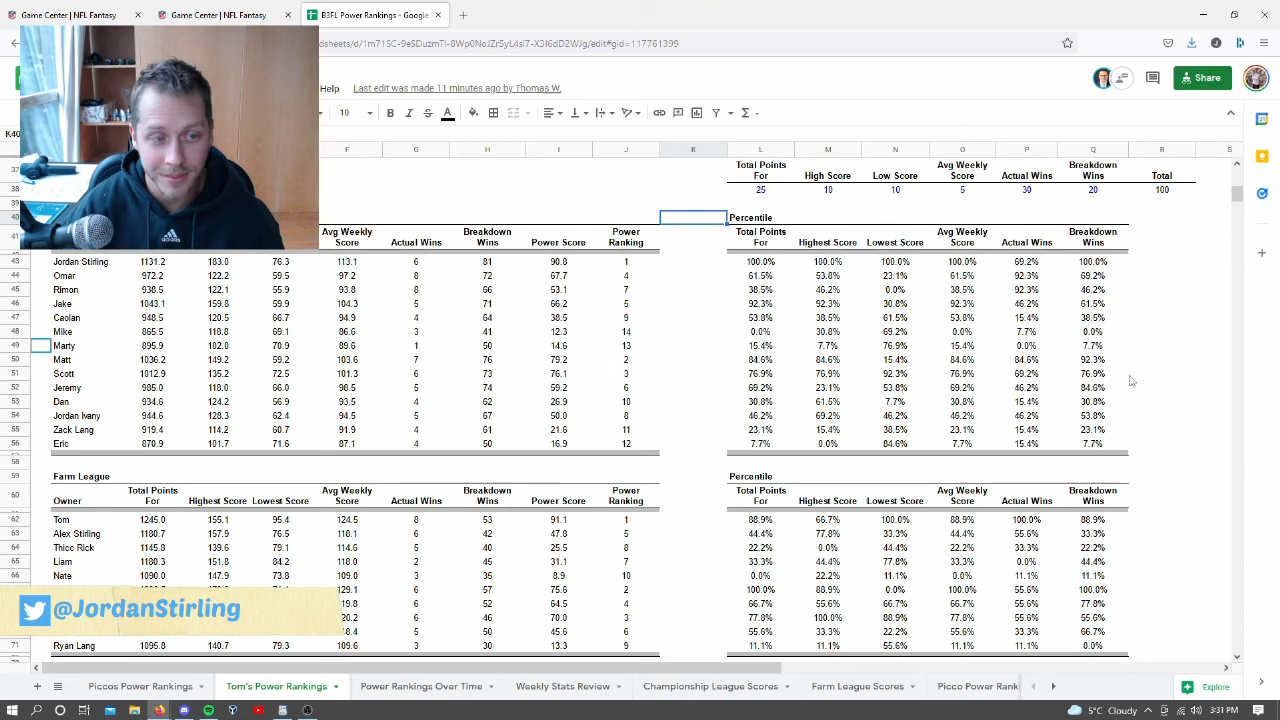 Game Center | NFL Fantasy Game Center | NFL Fantasy B3FL Power Rankings - Google
Help Last edit was made 11 minutes ago by Thomas W. Share
10 B I S A
F G H I J K L M N O P Q R S
37 Total Points For High Score Low Score Avg Weekly Score Actual Wins Breakdown Wins Total
38 25 10 10 5 30 20 100
40 Percentile
41 Avg Weekly Score Actual Wins Breakdown Wins Power Score Power Ranking Total Points For Highest Score Lowest Score Avg Weekly Score Actual Wins Breakdown Wins
43 Jordan Stirling 1131.2 183.0 76.3 113.1 6 81 90.8 1 100.0% 100.0% 100.0% 100.0% 69.2% 100.0%
44 Omar 972.2 122.2 59.5 97.2 8 72 67.7 4 61.5% 53.8% 23.1% 61.5% 92.3% 69.2%
45 Rimon 938.5 122.1 55.9 93.8 8 66 53.1 7 38.5% 46.2% 0.0% 38.5% 92.3% 46.2%
46 Jake 1043.1 159.8 59.9 104.3 5 71 66.2 5 92.3% 92.3% 30.8% 92.3% 46.2% 61.5%
47 Caolan 948.5 120.5 66.7 94.9 4 64 38.5 9 53.8% 38.5% 61.5% 53.8% 15.4% 38.5%
48 Mike 865.5 118.8 69.1 86.6 3 41 12.3 14 0.0% 30.8% 69.2% 0.0% 7.7% 0.0%
49 Marty 895.9 102.0 70.9 89.6 1 50 14.6 13 15.4% 7.7% 76.9% 15.4% 0.0% 7.7%
50 Matt 1036.2 149.2 59.2 103.6 7 76 79.2 2 84.6% 84.6% 15.4% 84.6% 84.6% 92.3%
51 Scott 1012.9 135.2 72.5 101.3 6 73 76.1 3 76.9% 76.9% 92.3% 76.9% 69.2% 76.9%
52 Jeremy 985.0 118.0 66.0 98.5 5 74 59.2 6 69.2% 23.1% 53.8% 69.2% 46.2% 84.6%
53 Dan 934.6 124.2 56.9 93.5 4 62 26.9 10 30.8% 61.5% 7.7% 30.8% 15.4% 30.8%
54 Jordan Ivany 944.6 128.3 62.4 94.5 5 67 50.0 8 46.2% 69.2% 46.2% 46.2% 46.2% 53.8%
55 Zack Lang 919.4 114.2 60.7 91.9 4 61 21.6 11 23.1% 15.4% 38.5% 23.1% 15.4% 23.1%
56 Eric 870.9 101.7 71.6 87.1 4 50 16.9 12 7.7% 0.0% 84.6% 7.7% 15.4% 7.7%
58
59 Farm League Percentile
60 Owner Total Points For Highest Score Lowest Score Avg Weekly Score Actual Wins Breakdown Wins Power Score Power Ranking Total Points For Highest Score Lowest Score Avg Weekly Score Actual Wins Breakdown Wins
62 Tom 1245.0 155.1 95.4 124.5 8 53 91.1 1 88.9% 66.7% 100.0% 88.9% 100.0% 88.9%
63 Alex Stirling 1180.7 157.9 76.5 118.1 6 42 47.8 5 44.4% 77.8% 33.3% 44.4% 55.6% 33.3%
64 Thicc Rick 1145.8 139.6 79.1 114.6 5 40 25.5 8 22.2% 0.0% 44.4% 22.2% 33.3% 22.2%
65 Liam 1180.3 151.8 84.2 118.0 2 45 31.1 7 33.3% 44.4% 77.8% 33.3% 0.0% 44.4%
66 Nate 1090.0 147.9 73.8 109.0 3 35 8.9 10 0.0% 22.2% 11.1% 0.0% 11.1% 11.1%
129.1 6 57 75.6 2 100.0% 88.9% 0.0% 100.0% 55.6% 100.0%
@JordanStirling
6 52 64.5 4 66.7% 55.6% 66.7% 66.7% 55.6% 77.8%
6 46 70.0 3 77.8% 100.0% 88.9% 77.8% 55.6% 55.6%
5 50 45.6 6 55.6% 33.3% 22.2% 55.6% 33.3% 66.7%
71 Ryan Lang 1095.8 140.7 79.3 109.6 3 30 13.3 9 11.1% 11.1% 55.6% 11.1% 11.1% 0.0%
Piccos Power Rankings Tom's Power Rankings Power Rankings Over Time Weekly Stats Review Championship League Scores Farm League Scores Picco Power Rank Explore
5°C Cloudy 3:31 PM